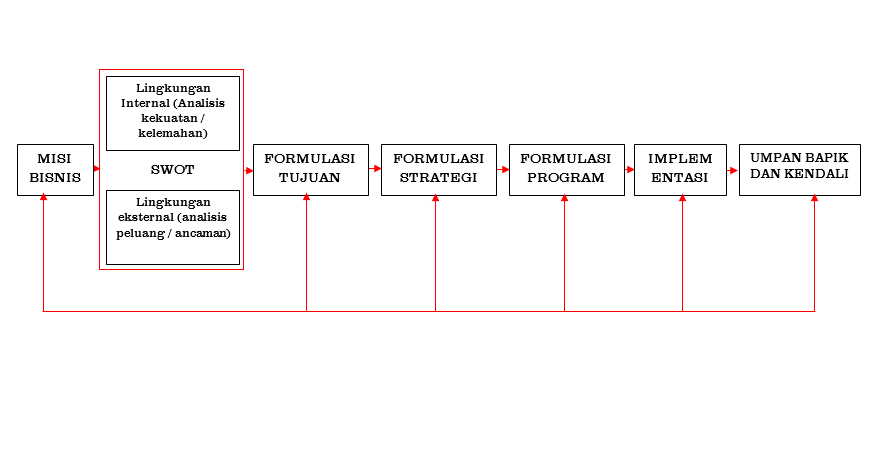 MISI
BISNIS
Lingkungan
Internal (Analisis
kekuatan /
kelemahan)
SWOT
Lingkungan
eksternal (analisis
peluang / ancaman)
FORMULASI
TUJUAN
FORMULASI
STRATEGI
FORMULASI
PROGRAM
IMPLEM
ENTASI
UMPAN BAPIK
DAN KENDALI